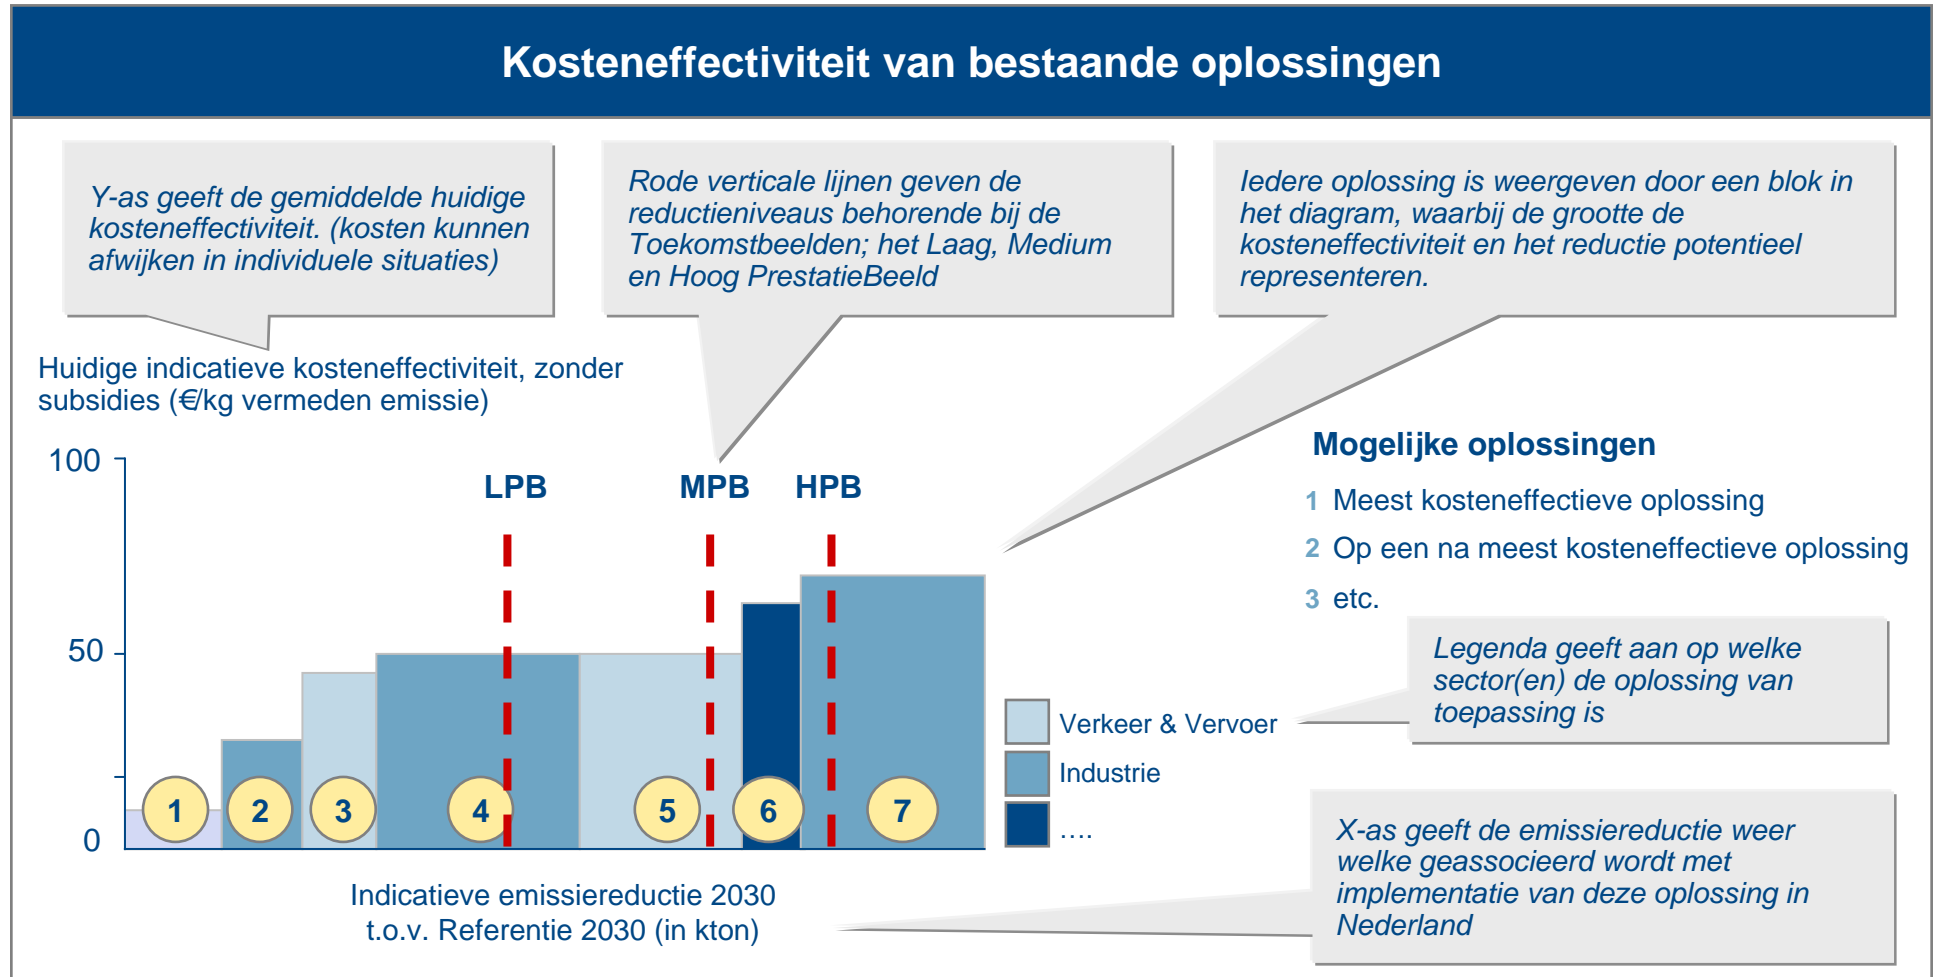 Kosteneffectiviteit van bestaande oplossingen
Y-as geeft de gemiddelde huidige
kosteneffectiviteit. (kosten kunnen
afwijken in individuele situaties)
Rode verticale lijnen geven de
reductieniveaus behorende bij de
Toekomstbeelden; het Laag, Medium
en Hoog PrestatieBeeld
Iedere oplossing is weergeven door een blok in
het diagram, waarbij de grootte de
kosteneffectiviteit en het reductie potentieel
representeren.
Huidige indicatieve kosteneffectiviteit, zonder
subsidies (€/kg vermeden emissie)
100
50
0
LPB
MPB
HPB
1
2
3
4
5
6
7
Indicatieve emissiereductie 2030
t.o.v. Referentie 2030 (in kton)
Mogelijke oplossingen
1 Meest kosteneffectieve oplossing
2 Op een na meest kosteneffectieve oplossing
3 etc.
Legenda geeft aan op welke
sector(en) de oplossing van
toepassing is
Verkeer & Vervoer
Industrie
....
X-as geeft de emissiereductie weer
welke geassocieerd wordt met
implementatie van deze oplossing in
Nederland